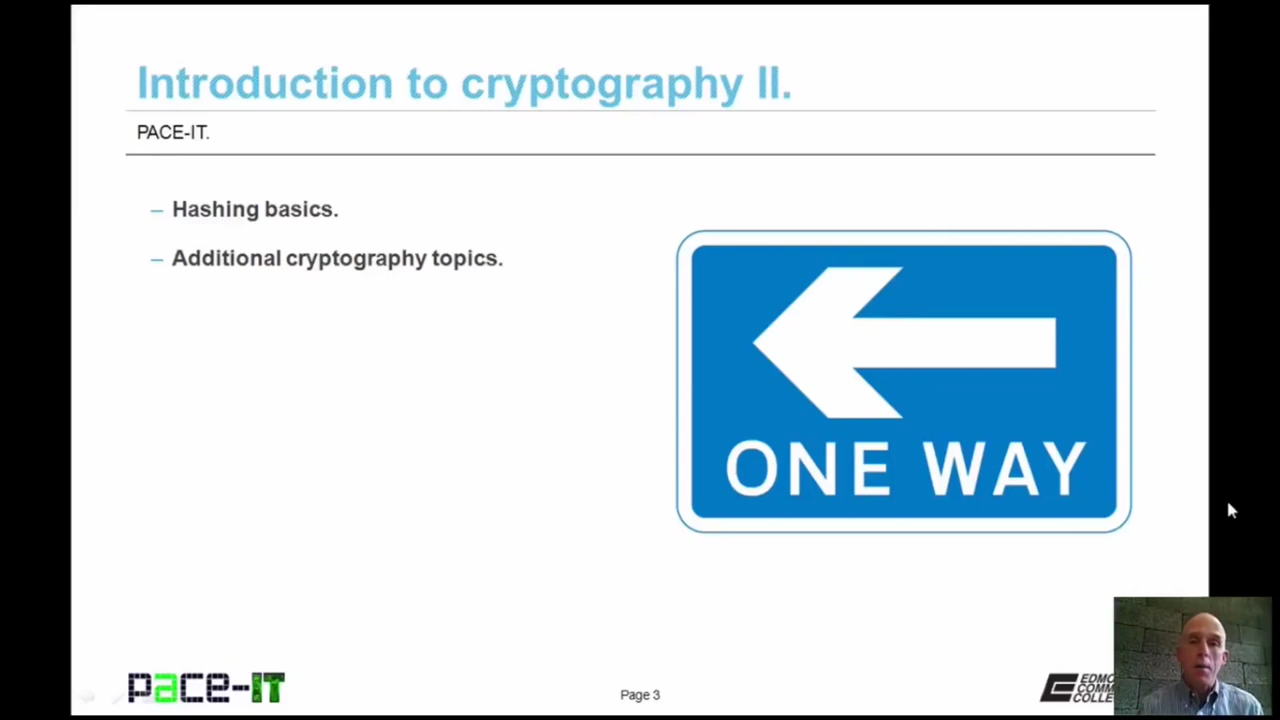 Introduction to cryptography II.
PACE-IT.
– Hashing basics.
– Additional cryptography topics.
ONE WAY
pace-IT
Page 3